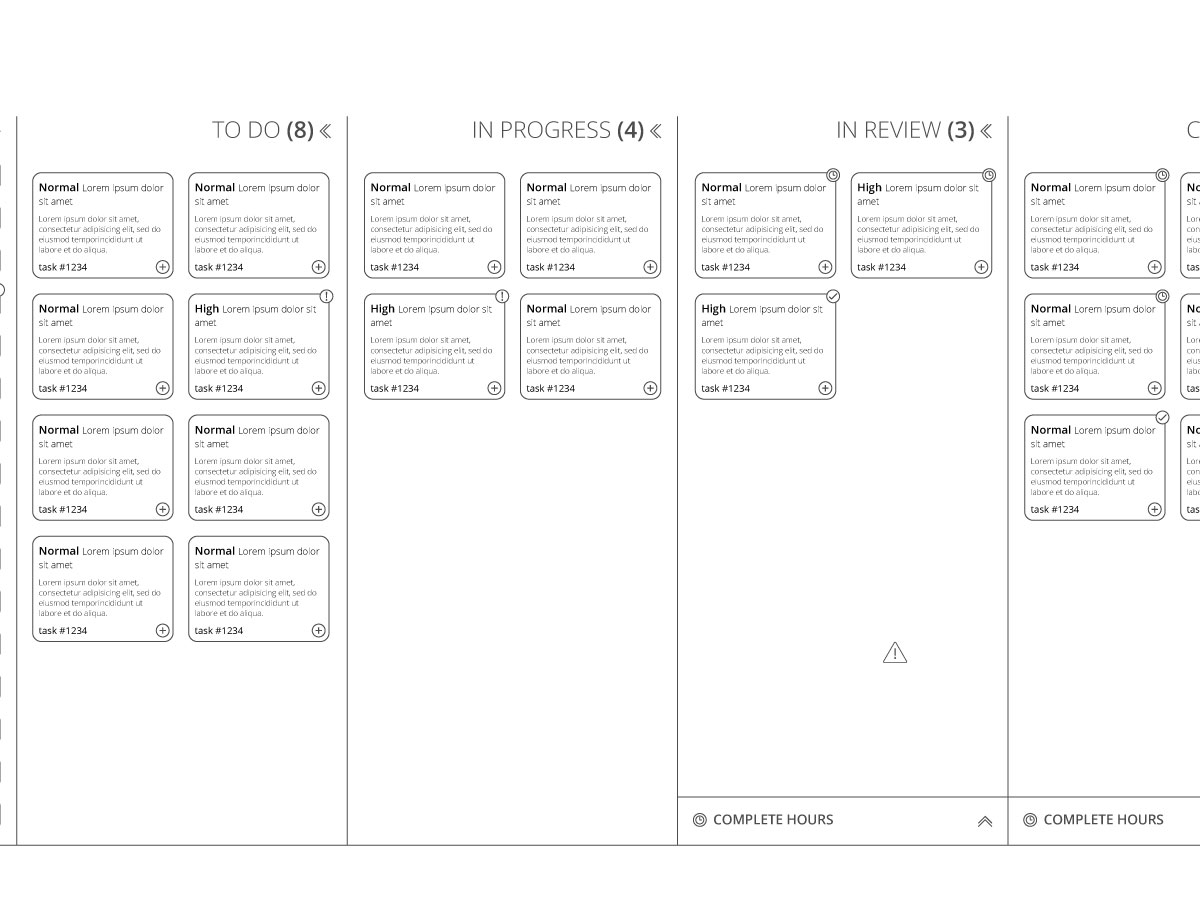 TO DO (8)
Normal Lorem ipsum dolor
sit amet
Lorem ipsum dolor sit amet,
consectetur adipisicing elit, sed do
eiusmod temporincididunt ut
labore et do aliqua.
task #1234
Normal Lorem ipsum dolor
sit amet
Lorem ipsum dolor sit amet,
consectetur adipisicing elit, sed do
eiusmod temporincididunt ut
labore et do aliqua.
task #1234
Normal Lorem ipsum dolor
sit amet
Lorem ipsum dolor sit amet,
consectetur adipisicing elit, sed do
eiusmod temporincididunt ut
labore et do aliqua.
task #1234
High Lorem ipsum dolor sit
amet
Lorem ipsum dolor sit amet,
consectetur adipisicing elit, sed do
eiusmod temporincididunt ut
labore et do aliqua.
task #1234
Normal Lorem ipsum dolor
sit amet
Lorem ipsum dolor sit amet,
consectetur adipisicing elit, sed do
eiusmod temporincididunt ut
labore et do aliqua.
task #1234
Normal Lorem ipsum dolor
sit amet
Lorem ipsum dolor sit amet,
consectetur adipisicing elit, sed do
eiusmod temporincididunt ut
labore et do aliqua.
task #1234
Normal Lorem ipsum dolor
sit amet
Lorem ipsum dolor sit amet,
consectetur adipisicing elit, sed do
eiusmod temporincididunt ut
labore et do aliqua.
task #1234
Normal Lorem ipsum dolor
sit amet
Lorem ipsum dolor sit amet,
consectetur adipisicing elit, sed do
eiusmod temporincididunt ut
labore et do aliqua.
task #1234
IN PROGRESS (4)
Normal Lorem ipsum dolor
sit amet
Lorem ipsum dolor sit amet,
consectetur adipisicing elit, sed do
eiusmod temporincididunt ut
labore et do aliqua.
task #1234
Normal Lorem ipsum dolor
sit amet
Lorem ipsum dolor sit amet,
consectetur adipisicing elit, sed do
eiusmod temporincididunt ut
labore et do aliqua.
task #1234
High Lorem ipsum dolor sit
amet
Lorem ipsum dolor sit amet,
consectetur adipisicing elit, sed do
eiusmod temporincididunt ut
labore et do aliqua.
task #1234
Normal Lorem ipsum dolor
sit amet
Lorem ipsum dolor sit amet,
consectetur adipisicing elit, sed do
eiusmod temporincididunt ut
labore et do aliqua.
task #1234
IN REVIEW (3)
Normal Lorem ipsum dolor
sit amet
Lorem ipsum dolor sit amet,
consectetur adipisicing elit, sed do
eiusmod temporincididunt ut
labore et do aliqua.
task #1234
High Lorem ipsum dolor sit
amet
Lorem ipsum dolor sit amet,
consectetur adipisicing elit, sed do
eiusmod temporincididunt ut
labore et do aliqua.
task #1234
High Lorem ipsum dolor sit
amet
Lorem ipsum dolor sit amet,
consectetur adipisicing elit, sed do
eiusmod temporincididunt ut
labore et do aliqua.
task #1234
COMPLETE HOURS
Normal Lorem ipsum dolor
sit amet
Lorem ipsum dolor sit amet,
consectetur adipisicing elit, sed do
eiusmod temporincididunt ut
labore et do aliqua.
task #1234
Normal Lorem ipsum dolor
sit amet
Lorem ipsum dolor sit amet,
consectetur adipisicing elit, sed do
eiusmod temporincididunt ut
labore et do aliqua.
task #1234
Normal Lorem ipsum dolor
sit amet
Lorem ipsum dolor sit amet,
consectetur adipisicing elit, sed do
eiusmod temporincididunt ut
labore et do aliqua.
task #1234
COMPLETE HOURS